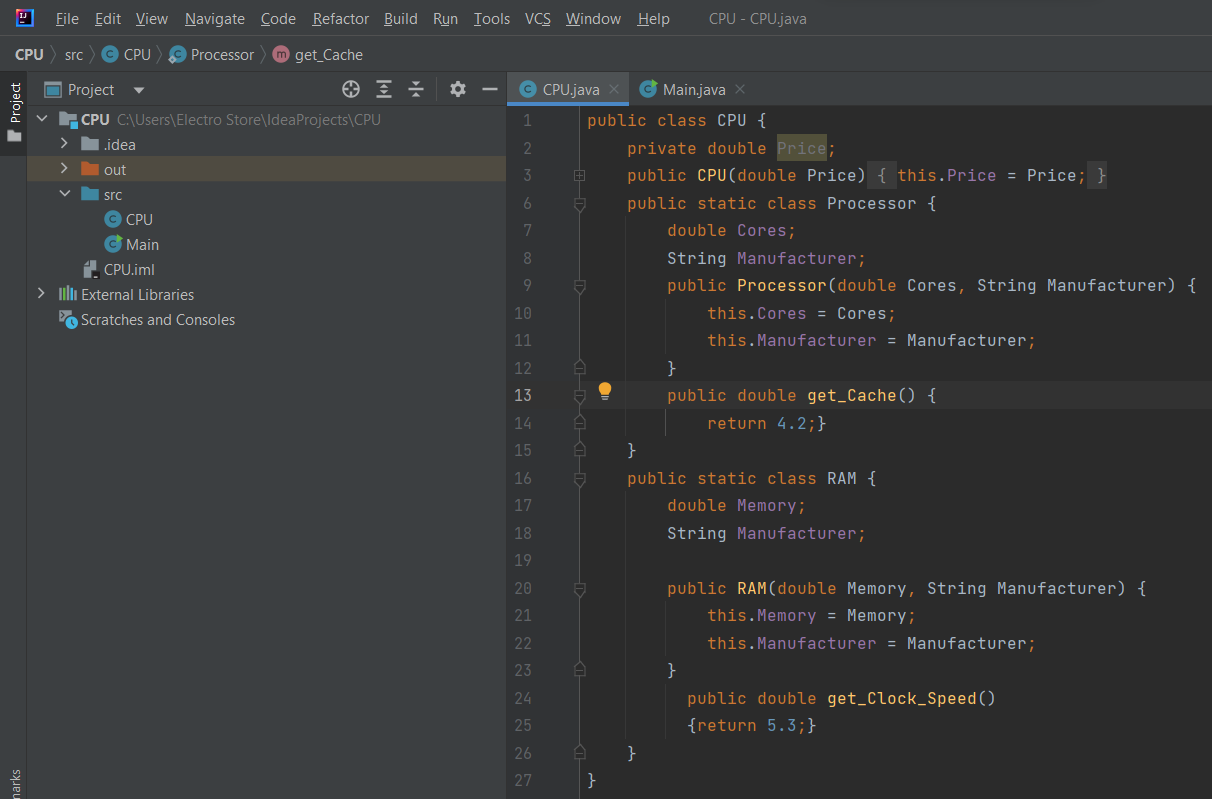 File Edit View Navigate Code Refactor Build Run Tools VCS Window Help CPU - CPU.java
CPU src CPU Processor get_Cache
Project
Project
CPU C:\Users\Electro Store\IdeaProjects\CPU
.idea
out
src
CPU
Main
CPU.iml
External Libraries
Scratches and Consoles
CPU.java Main.java
1 public class CPU {
2 private double Price;
3 public CPU(double Price) { this.Price = Price; }
6 public static class Processor {
7 double Cores;
8 String Manufacturer;
9 public Processor(double Cores, String Manufacturer) {
10 this.Cores = Cores;
11 this.Manufacturer = Manufacturer;
12 }
13 public double get_Cache() {
14 return 4.2;}
15 }
16 public static class RAM {
17 double Memory;
18 String Manufacturer;
19
20 public RAM(double Memory, String Manufacturer) {
21 this.Memory = Memory;
22 this.Manufacturer = Manufacturer;
23 }
24 public double get_Clock_Speed()
25 {return 5.3;}
26 }
27 }